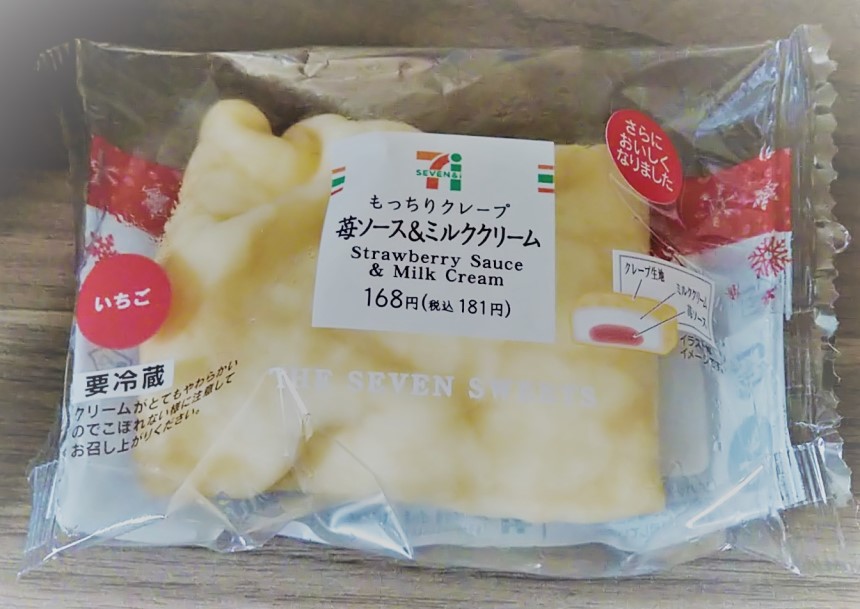 さらに
おいしく
なりました
SEVEN&i
もっちりクレープ
苺ソース&ミルククリーム
Strawberry Sauce
& Milk Cream
168円(税込 181円)
クレープ生地
ミルククリーム
苺ソース
いちご
要冷蔵
クリームがとてもやわらかい
のでこぼれない様に注意して
お召し上がりください。
THE SEVEN SWEETS